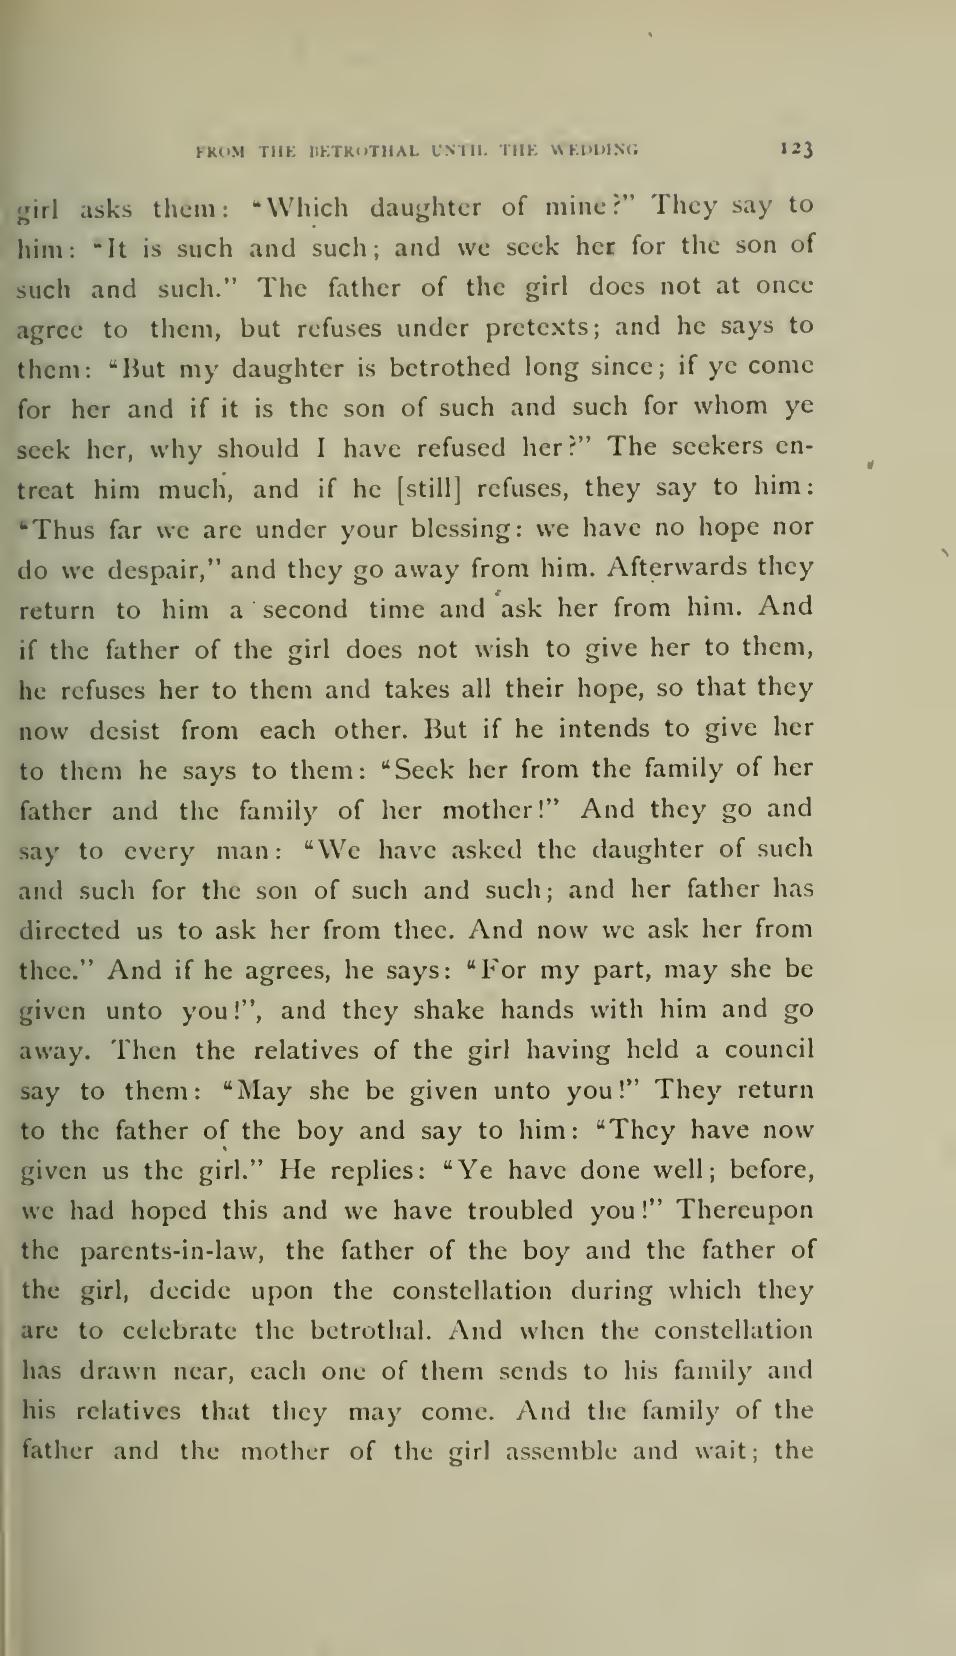 FROM THE BETROTHAL UNTIL THE WEDDING 123
girl asks them: “Which daughter of mine?” They say to
him: “It is such and such; and we seek her for the son of
such and such.” The father of the girl does not at once
agree to them, but refuses under pretexts; and he says to
them: “But my daughter is betrothed long since; if ye come
for her and if it is the son of such and such for whom ye
seek her, why should I have refused her?” The seekers en-
treat him much, and if he [still] refuses, they say to him:
“Thus far we are under your blessing: we have no hope nor
do we despair,” and they go away from him. Afterwards they
return to him a second time and ask her from him. And
if the father of the girl does not wish to give her to them,
he refuses her to them and takes all their hope, so that they
now desist from each other. But if he intends to give her
to them he says to them: “Seek her from the family of her
father and the family of her mother!” And they go and
say to every man: “We have asked the daughter of such
and such for the son of such and such; and her father has
directed us to ask her from thee. And now we ask her from
thee.” And if he agrees, he says: “For my part, may she be
given unto you!”, and they shake hands with him and go
away. Then the relatives of the girl having held a council
say to them: “May she be given unto you!” They return
to the father of the boy and say to him: “They have now
given us the girl.” He replies: “Ye have done well; before,
we had hoped this and we have troubled you!” Thereupon
the parents-in-law, the father of the boy and the father of
the girl, decide upon the constellation during which they
are to celebrate the betrothal. And when the constellation
has drawn near, each one of them sends to his family and
his relatives that they may come. And the family of the
father and the mother of the girl assemble and wait; the